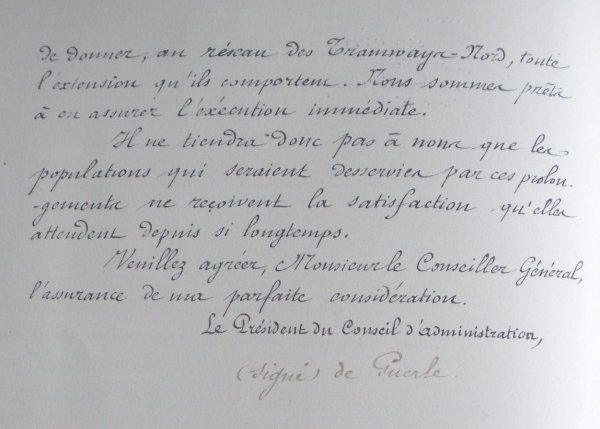 de donner, au réseau des Tramways-Nord, toute
l'extension qu'ils comportent. Nous sommes prêts
à en assurer l'exécution immédiate.
Il ne tiendra donc pas à nous que les
populations qui seraient desservies par ces prolon-
-gements ne reçoivent la satisfaction qu'elles
attendent depuis si longtemps.
Veuillez agréer, Monsieur le Conseiller Général,
l'assurance de ma parfaite considération.
Le Président du Conseil d'administration,
(signé) de Guerle.